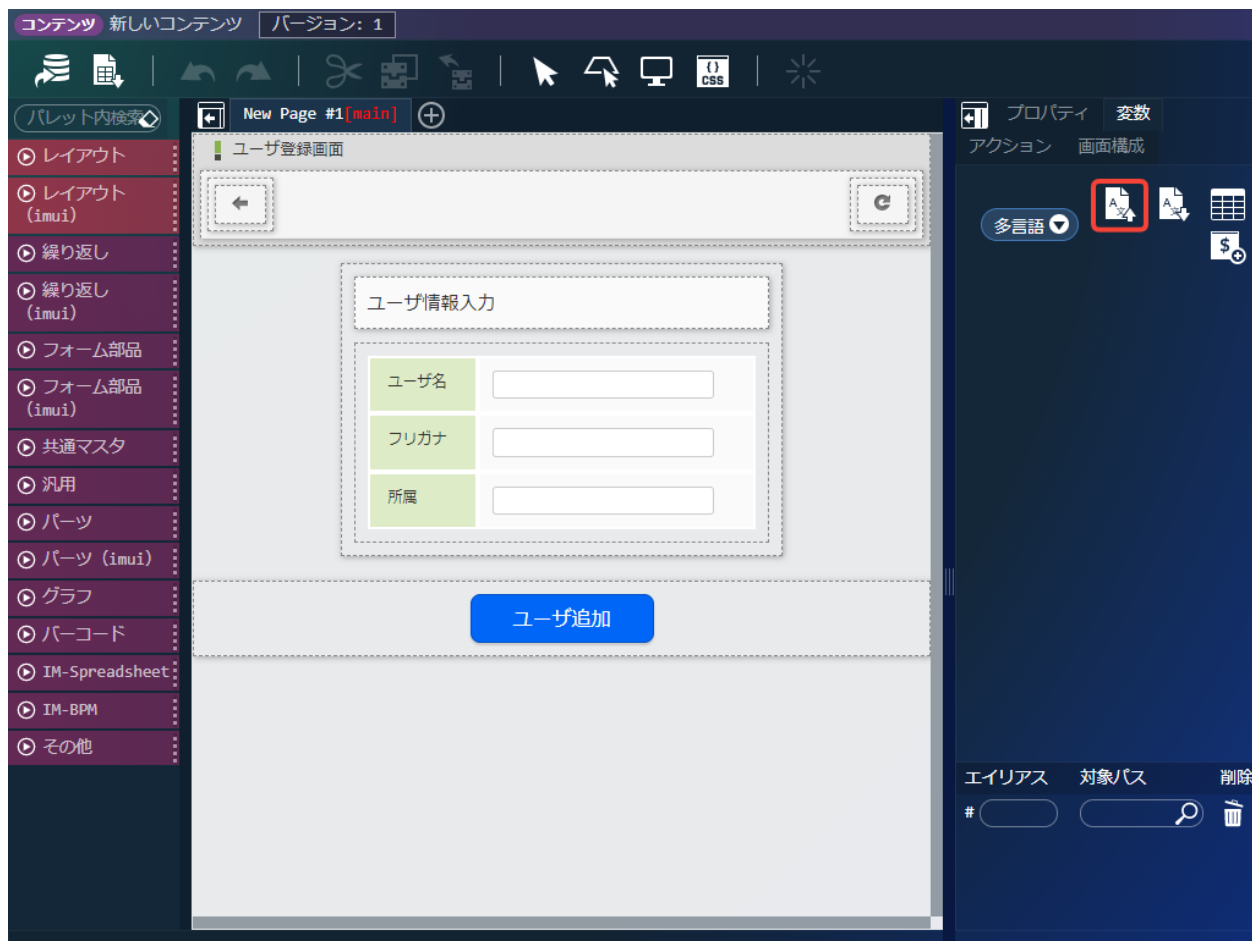 コンテンツ 新しいコンテンツ バージョン: 1
{}
CSS
パレット内検索
New Page #1[main]
プロパティ 変数
アクション 画面構成
レイアウト
レイアウト
(imui)
繰り返し
繰り返し
(imui)
フォーム部品
フォーム部品
(imui)
共通マスタ
汎用
パーツ
パーツ (imui)
グラフ
バーコード
IM-Spreadsheet
IM-BPM
その他
ユーザ登録画面
ユーザ情報入力
ユーザ名
フリガナ
所属
ユーザ追加
多言語
A文
A文
$
エイリアス 対象パス 削除
#